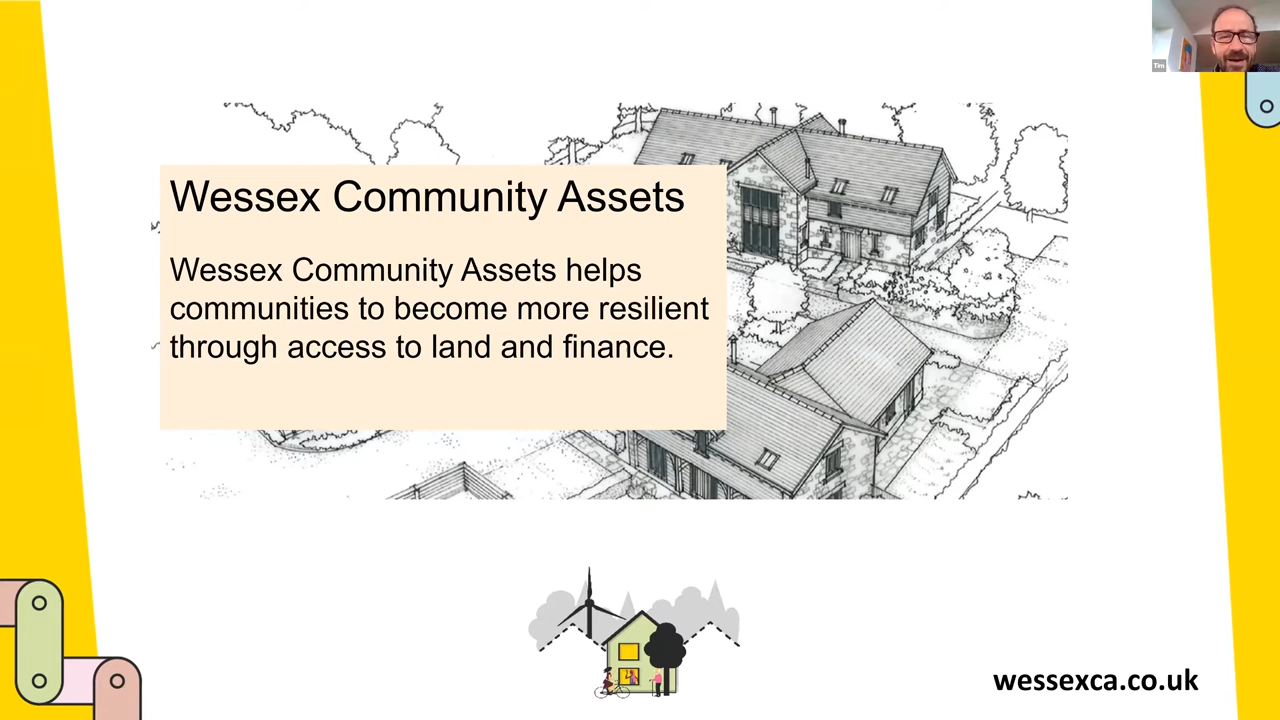 Tim
Wessex Community Assets
Wessex Community Assets helps
communities to become more resilient
through access to land and finance.
wessexca.co.uk